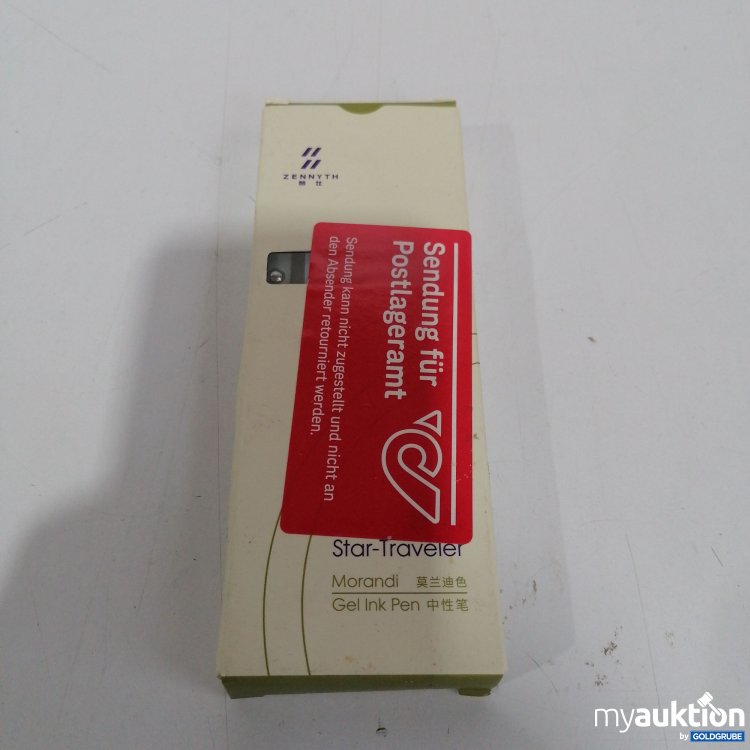 ZENNYTH
Sendung für
Postlageramt
Sendung kann nicht zugestellt und nicht an
den Absender retourniert werden.
Star-Traveler
Morandi 莫兰迪色
Gel Ink Pen 中性笔
myauktion
by GOLDGRUBE